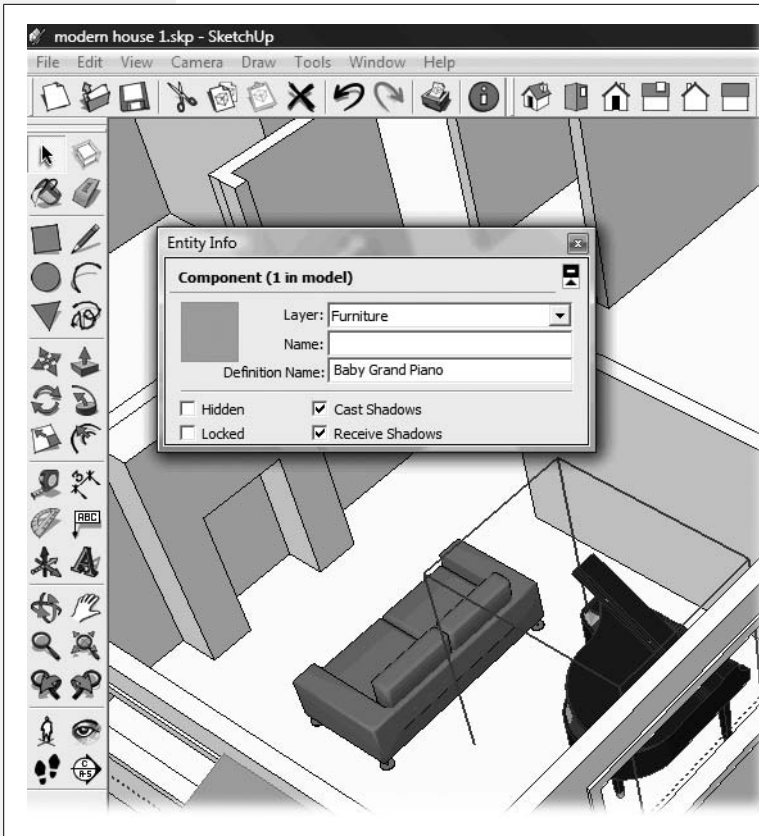 modern house 1.skp - SketchUp
File Edit View Camera Draw Tools Window Help
Entity Info
Component (1 in model)
Layer: Furniture
Name:
Definition Name: Baby Grand Piano
Hidden
Cast Shadows
Locked
Receive Shadows
ABC
A
C
A-5